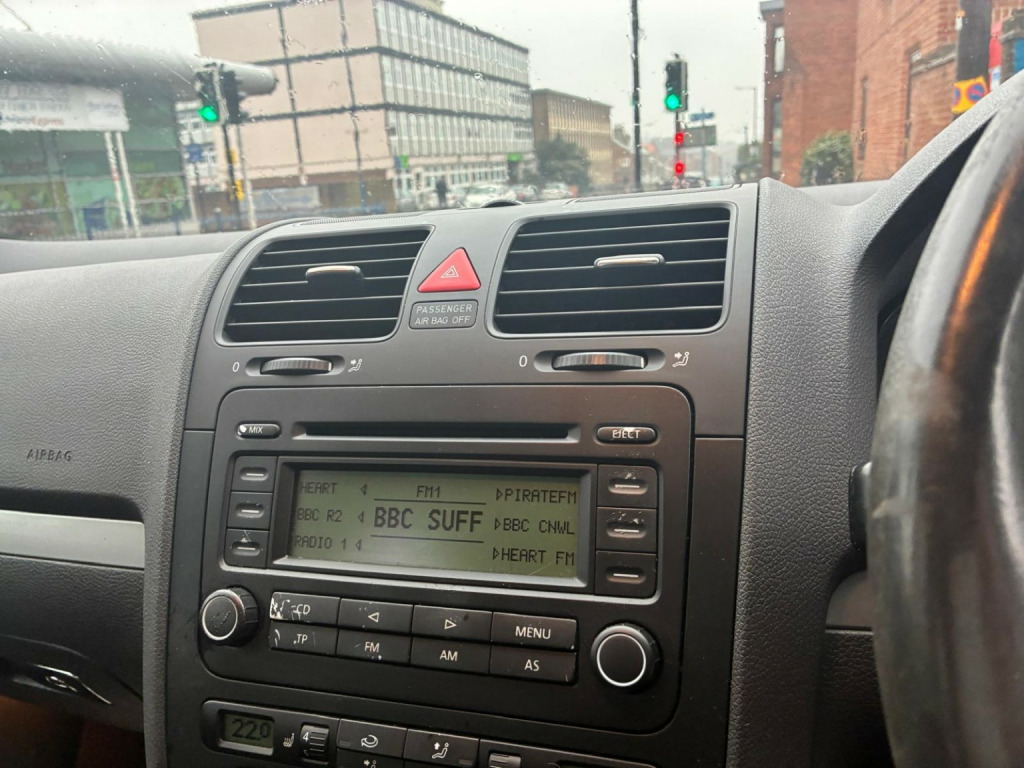 PASSENGER
AIR BAG OFF
0
0
AIRBAG
MIX
EJECT
HEART FM1 PIRATEFM
BBC R2 BBC SUFF BBC CNWL
RADIO 1 HEART FM
CD MENU
TP FM AM AS
22.0
4